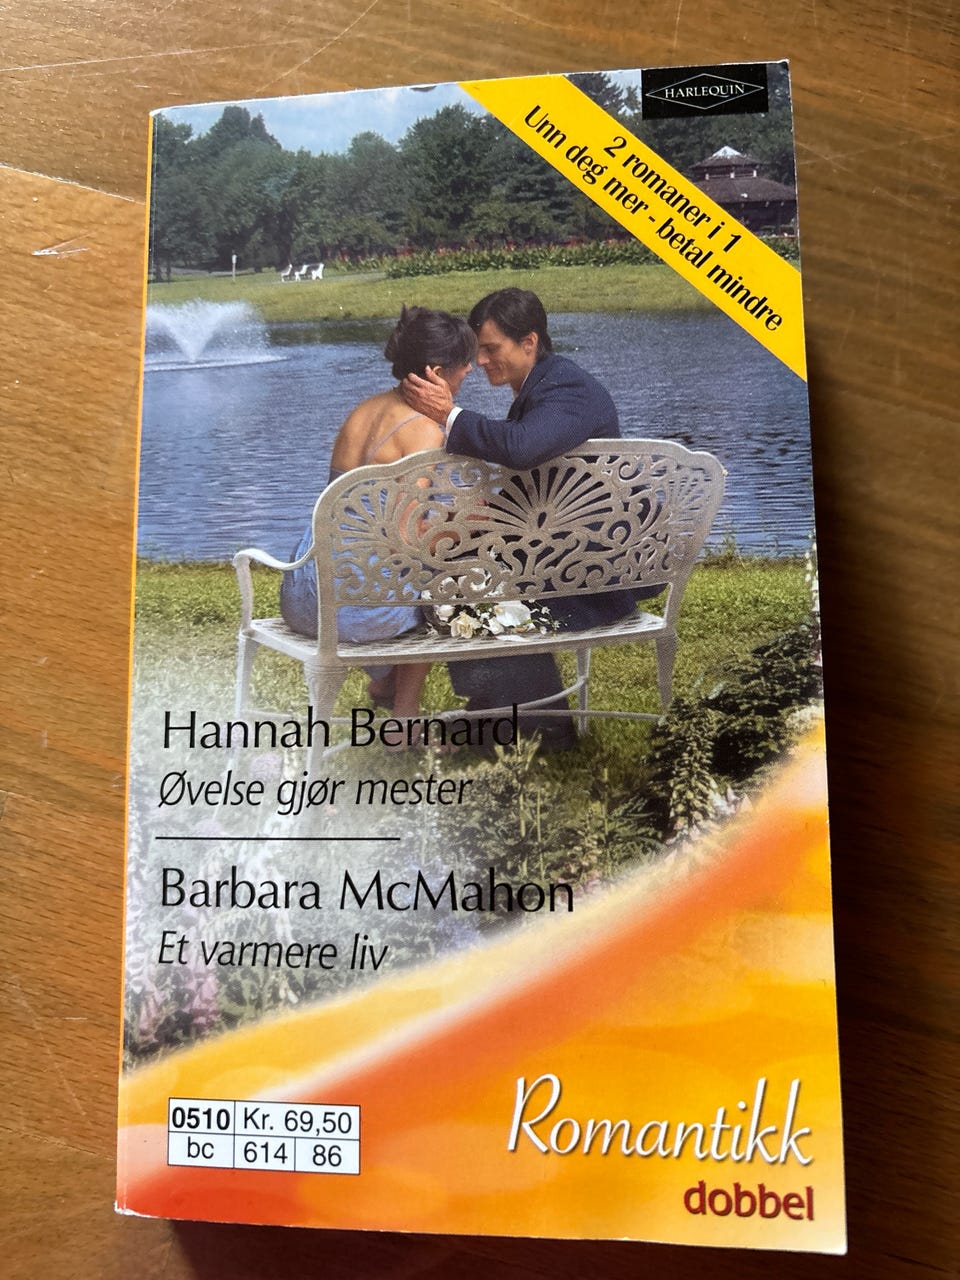 HARLEQUIN
2 romaner i 1
Unn deg mer - betal mindre
Hannah Bernard
Øvelse gjør mester
Barbara McMahon
Et varmere liv
0510 Kr. 69,50
bc 614 86
Romantikk
dobbel